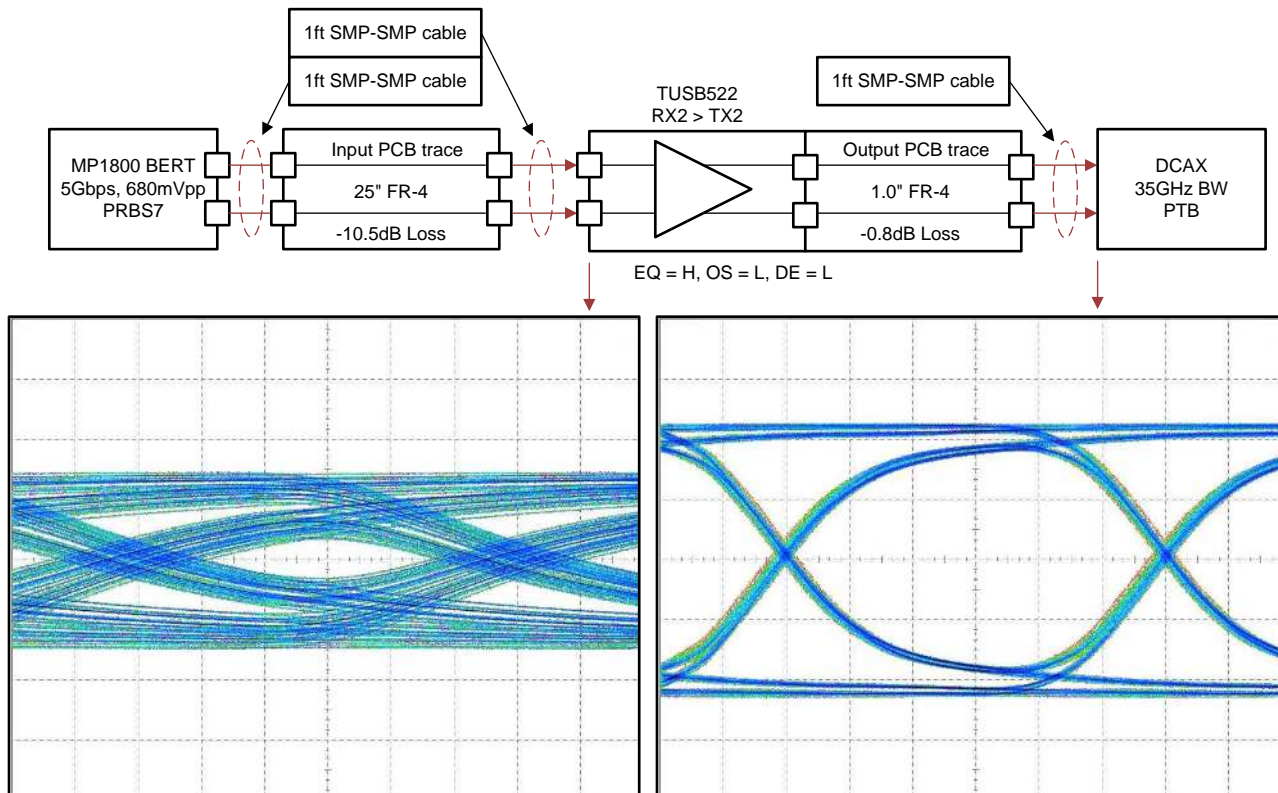 1ft SMP-SMP cable
1ft SMP-SMP cable
1ft SMP-SMP cable
TUSB522
RX2 > TX2
MP1800 BERT
5Gbps, 680mVpp
PRBS7
Input PCB trace
25" FR-4
-10.5dB Loss
Output PCB trace
1.0" FR-4
-0.8dB Loss
DCAX
35GHz BW
PTB
EQ = H, OS = L, DE = L